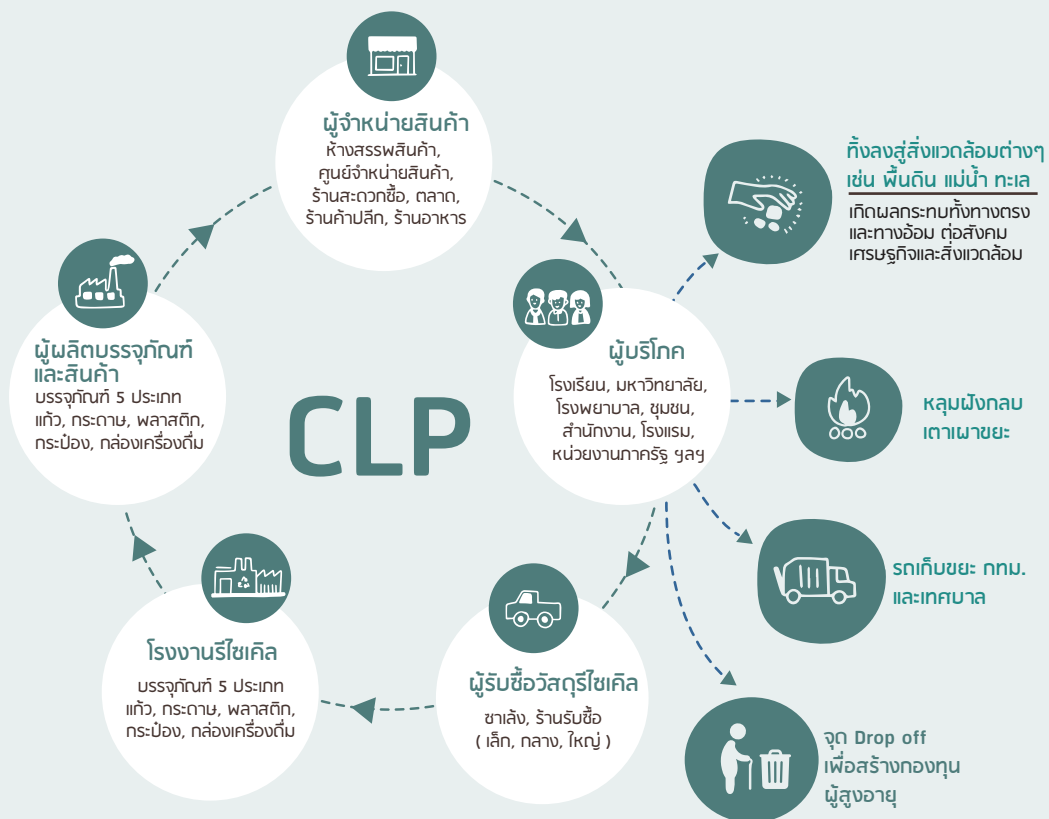 ผู้จำหน่ายสินค้า
ห้างสรรพสินค้า,
ศูนย์จำหน่ายสินค้า,
ร้านสะดวกซื้อ, ตลาด,
ร้านค้าปลีก, ร้านอาหาร
ทิ้งลงสู่สิ่งแวดล้อมต่างๆ
เช่น พื้นดิน แม่น้ำ ทะเล
เกิดผลกระทบทั้งทางตรง
และทางอ้อม ต่อสังคม
เศรษฐกิจและสิ่งแวดล้อม
ผู้ผลิตบรรจุภัณฑ์
และสินค้า
บรรจุภัณฑ์ 5 ประเภท
แก้ว, กระดาษ, พลาสติก,
กระป๋อง, กล่องเครื่องดื่ม
CLP
ผู้บริโภค
โรงเรียน, มหาวิทยาลัย,
โรงพยาบาล, ชุมชน,
สำนักงาน, โรงแรม,
หน่วยงานภาครัฐ ฯลฯ
หลุมฝังกลบ
เตาเผาขยะ
รถเก็บขยะ กทม.
และเทศบาล
โรงงานรีไซเคิล
บรรจุภัณฑ์ 5 ประเภท
แก้ว, กระดาษ, พลาสติก,
กระป๋อง, กล่องเครื่องดื่ม
ผู้รับซื้อวัสดุรีไซเคิล
ซาเล้ง, ร้านรับซื้อ
( เล็ก, กลาง, ใหญ่ )
จุด Drop off
เพื่อสร้างกองทุน
ผู้สูงอายุ